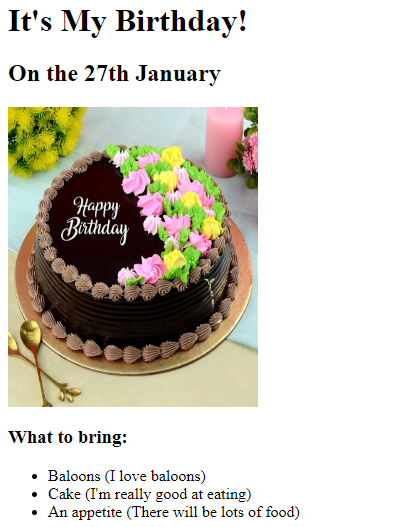 It's My Birthday!
On the 27th January
Happy
Birthday
What to bring:
Baloons (I love baloons)
Cake (I'm really good at eating)
An appetite (There will be lots of food)